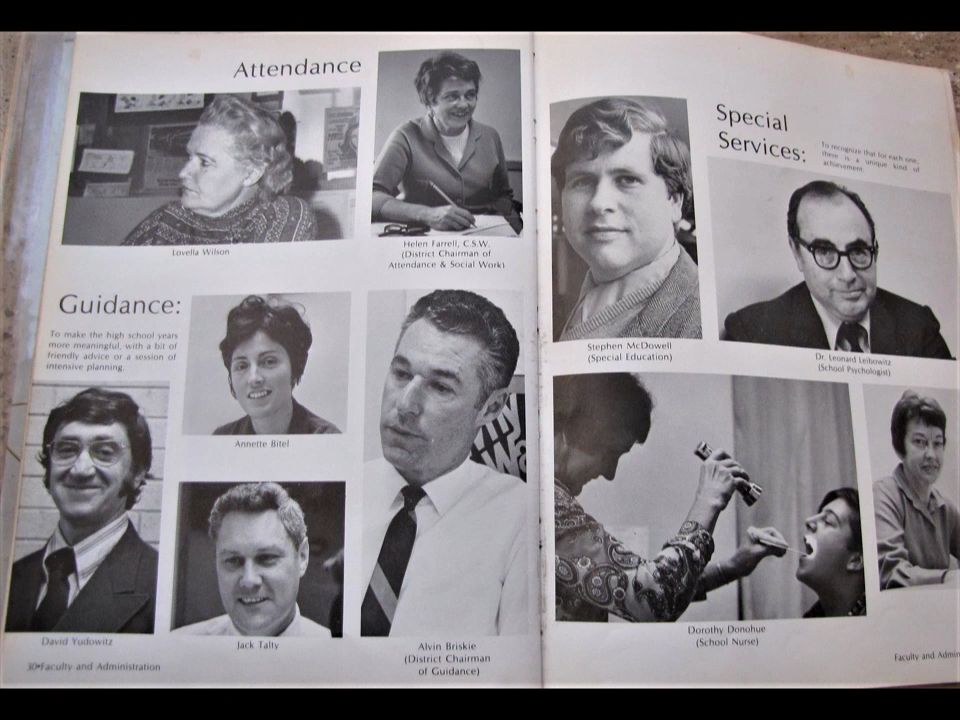 Attendance
Lovella Wilson
Helen Farrell, C.S.W.
(District Chairman of
Attendance & Social Work)
Guidance:
To make the high school years
more meaningful, with a bit of
friendly advice or a session of
intensive planning.
Annette Bitel
David Yudowitz
Jack Talty
Alvin Briskie
(District Chairman
of Guidance)
30•Faculty and Administration
Special
Services:
To recognize that for each one,
there is a unique kind of
achievement.
Stephen McDowell
(Special Education)
Dr. Leonard Leibowitz
(School Psychologist)
Dorothy Donohue
(School Nurse)
Faculty and Admin